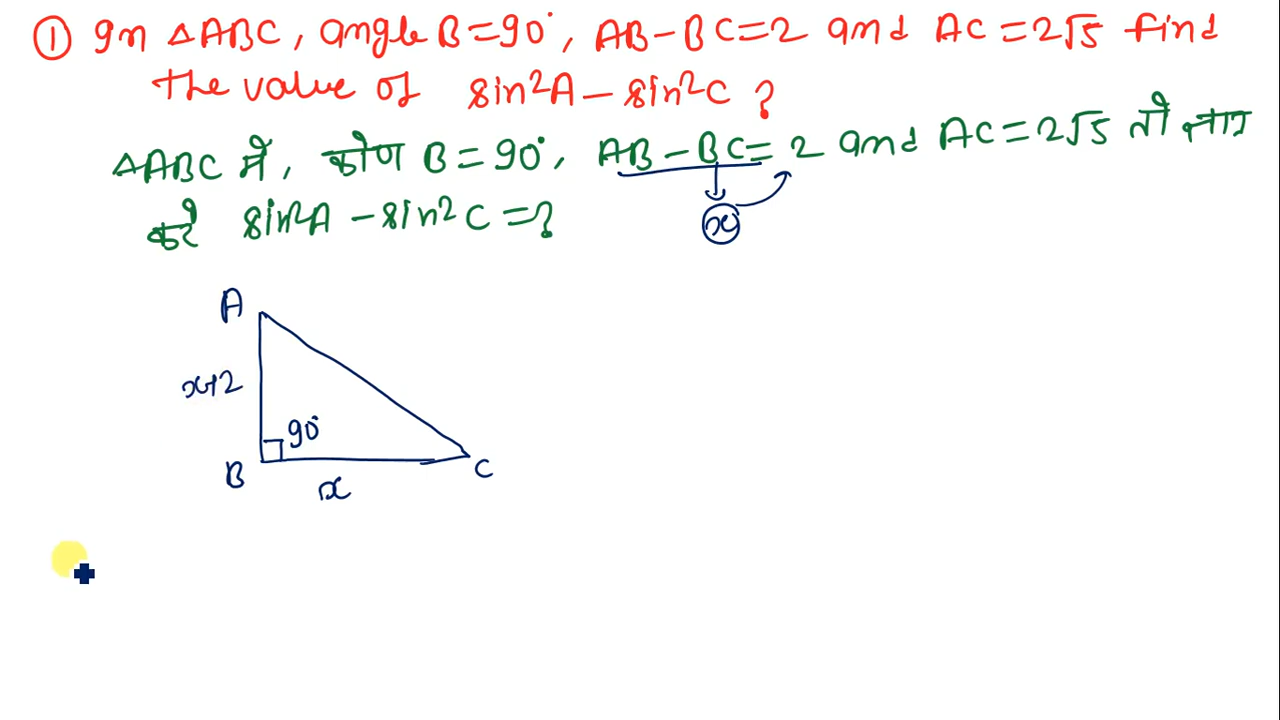 ① In △ABC, angle B=90°, AB-BC=2 and AC=2√5 find
the value of sin²A-sin²C ?
△ABC में, कोण B=90°, AB-BC=2 and AC=2√5 तो ज्ञात
करे sin²A-sin²C=?
x
A
x+2
90°
B
C
x